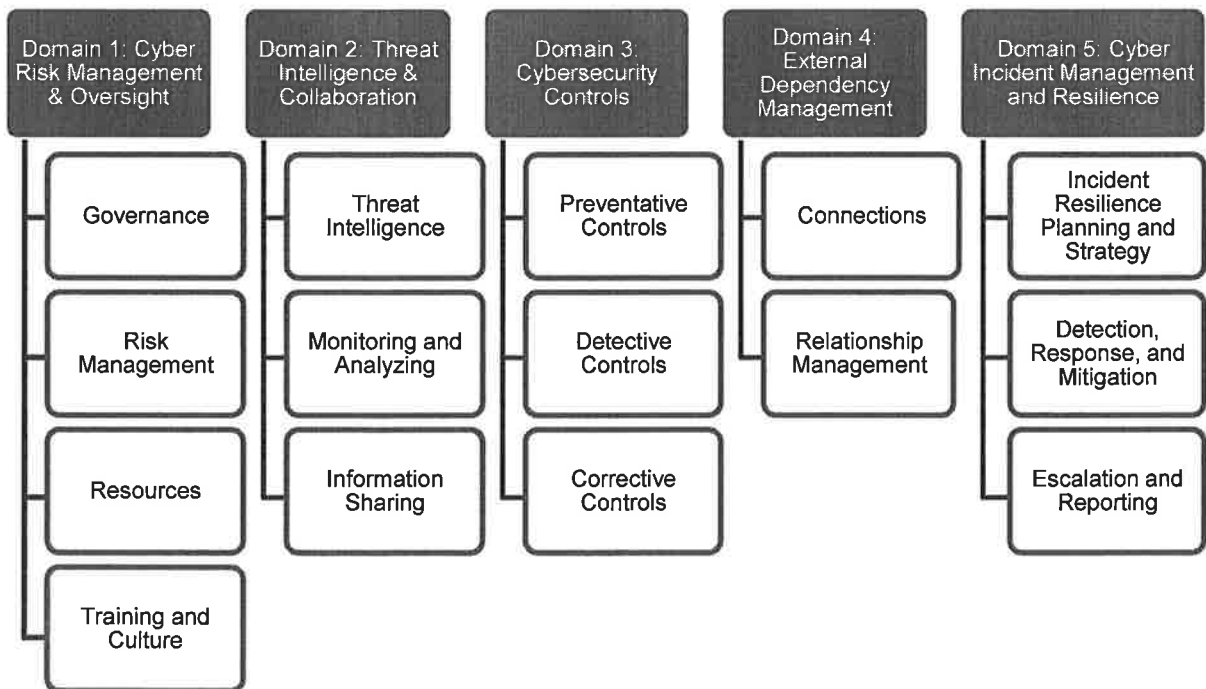 Domain 1: Cyber
Risk Management
& Oversight
Domain 2: Threat
Intelligence &
Collaboration
Domain 3:
Cybersecurity
Controls
Domain 4:
External
Dependency
Management
Domain 5: Cyber
Incident Management
and Resilience
Governance
Risk
Management
Resources
Training and
Culture
Threat
Intelligence
Monitoring and
Analyzing
Information
Sharing
Preventative
Controls
Detective
Controls
Corrective
Controls
Connections
Relationship
Management
Incident
Resilience
Planning and
Strategy
Detection,
Response, and
Mitigation
Escalation and
Reporting